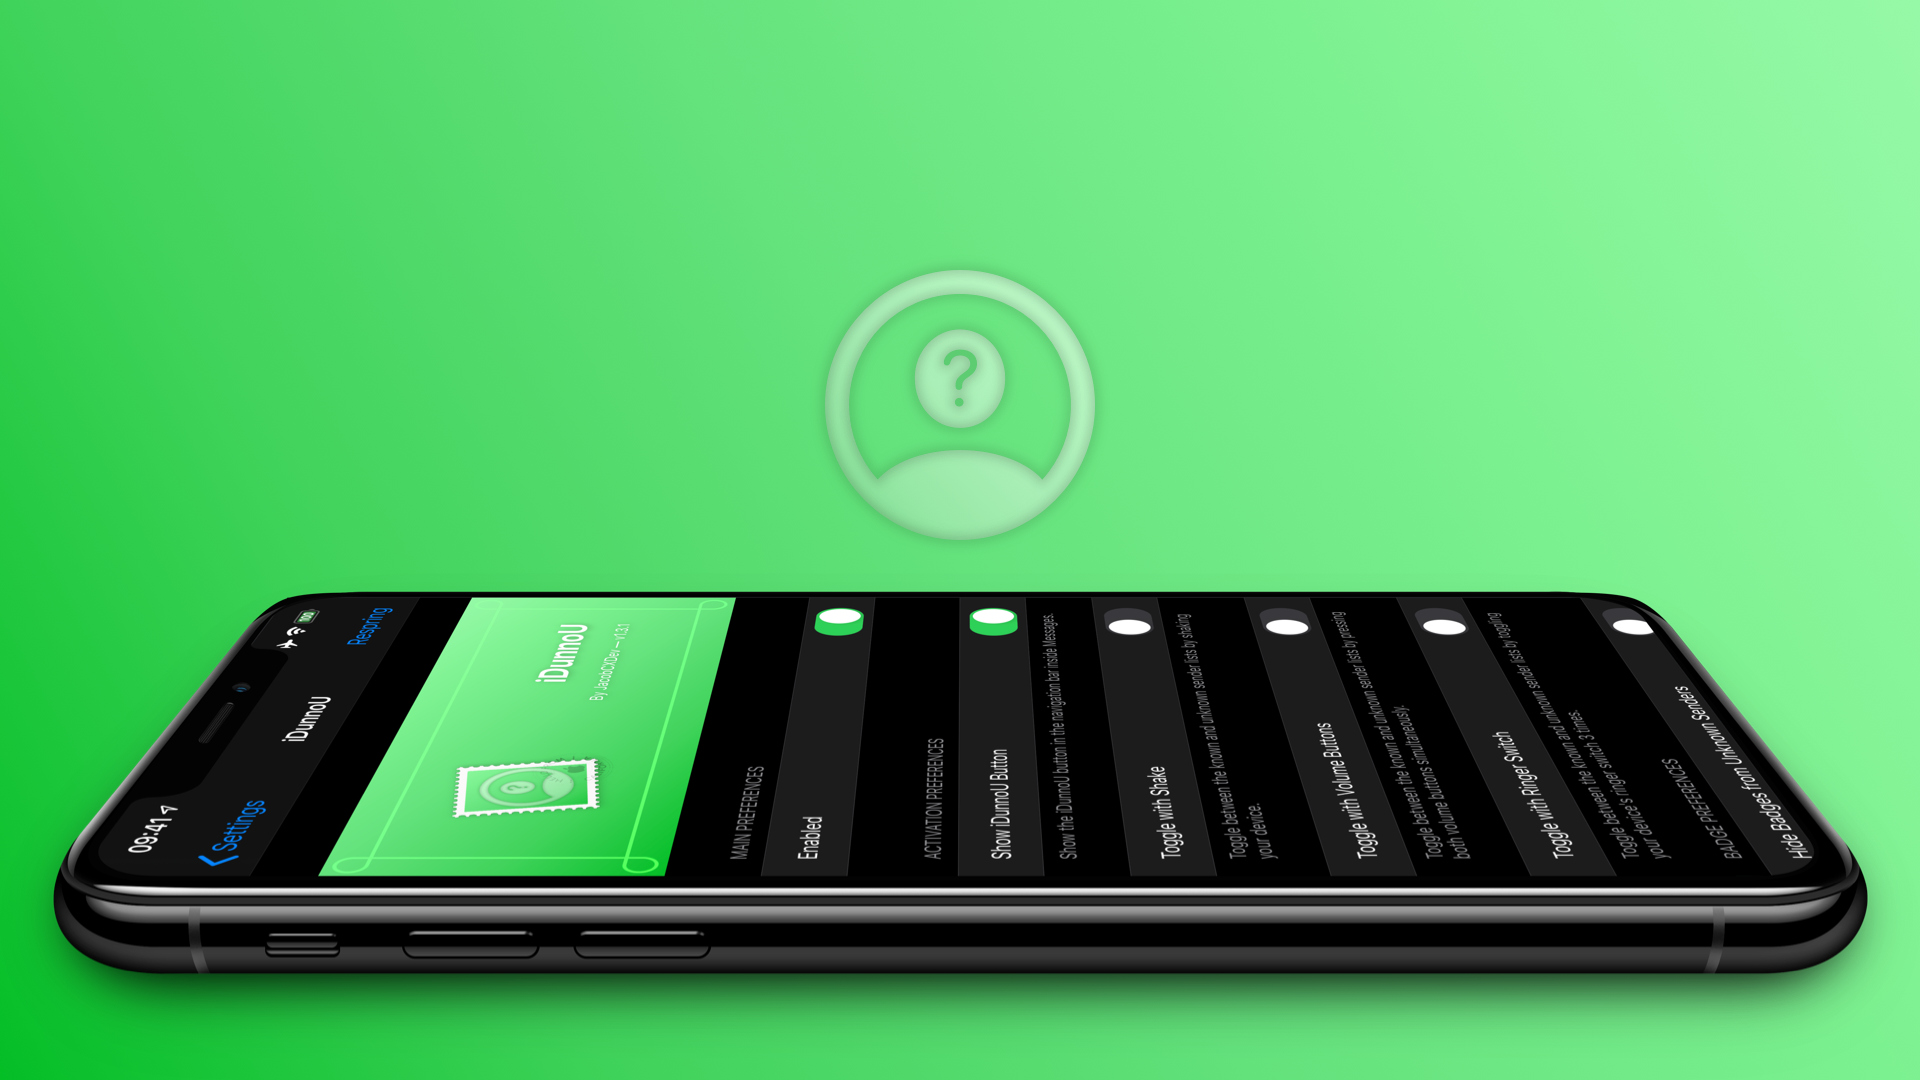 09:41
Settings
iDunnoU
Respring
iDunnoU
By JacobCXDev – v1.3.1
MAIN PREFERENCES
Enabled
ACTIVATION PREFERENCES
Show iDunnoU Button
Show the iDunnoU button in the navigation bar inside Messages.
Toggle with Shake
Toggle between the known and unknown sender lists by shaking
your device.
Toggle with Volume Buttons
Toggle between the known and unknown sender lists by pressing
both volume buttons simultaneously.
Toggle with Ringer Switch
Toggle between the known and unknown sender lists by toggling
your device's ringer switch 3 times.
BADGE PREFERENCES
Hide Badges from Unknown Senders